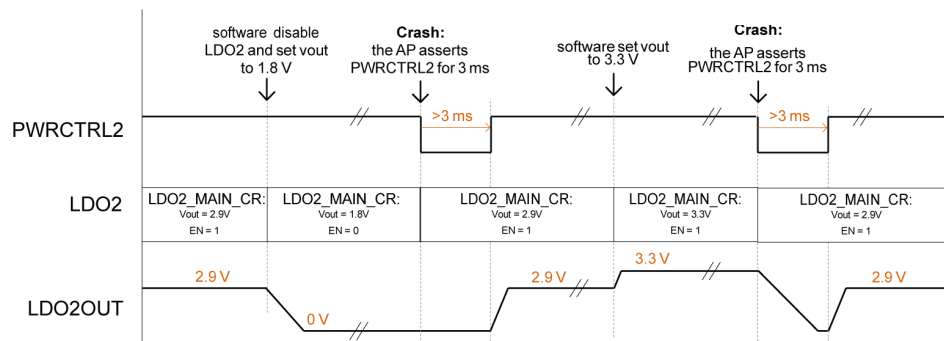 software disable
LDO2 and set vout
to 1.8 V
Crash:
the AP asserts
PWRCTRL2 for 3 ms
software set vout
to 3.3 V
Crash:
the AP asserts
PWRCTRL2 for 3 ms
PWRCTRL2
>3 ms
>3 ms
LDO2
LDO2_MAIN_CR:
Vout = 2.9V
EN = 1
LDO2_MAIN_CR:
Vout = 1.8V
EN = 0
LDO2_MAIN_CR:
Vout = 2.9V
EN = 1
LDO2_MAIN_CR:
Vout = 3.3V
EN = 1
LDO2_MAIN_CR:
Vout = 2.9V
EN = 1
LDO2OUT
2.9 V
0 V
2.9 V
3.3 V
2.9 V